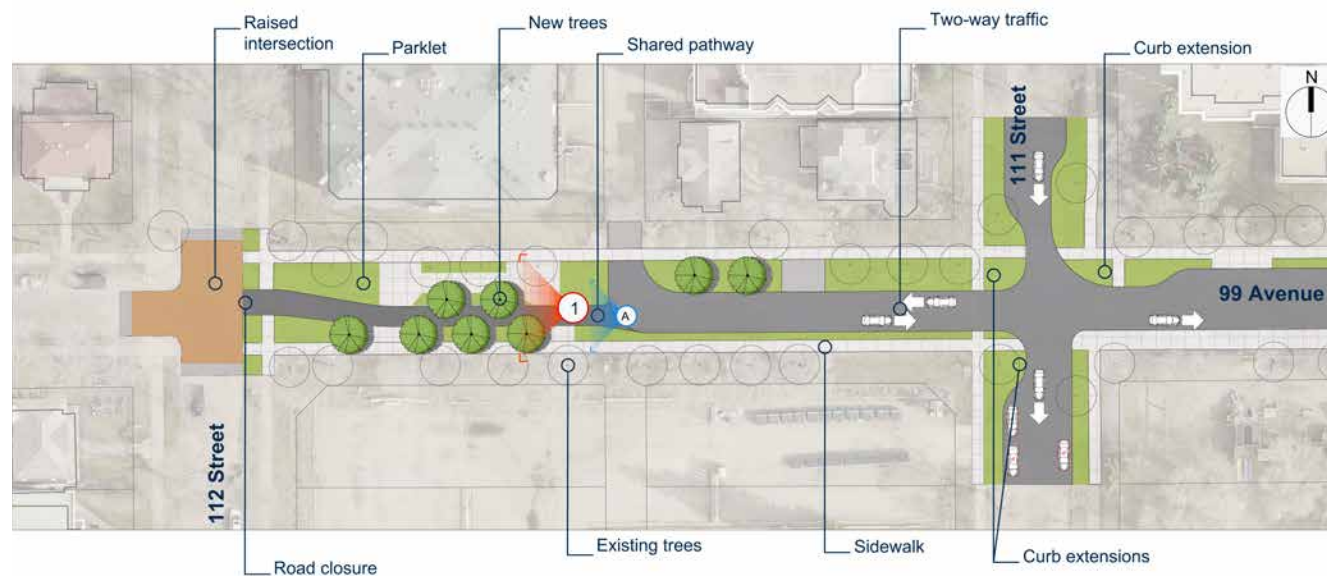 Raised
intersection
Parklet
New trees
Shared pathway
Two-way traffic
Curb extension
N
111 Street
99 Avenue
1
A
112 Street
Road closure
Existing trees
Sidewalk
Curb extensions